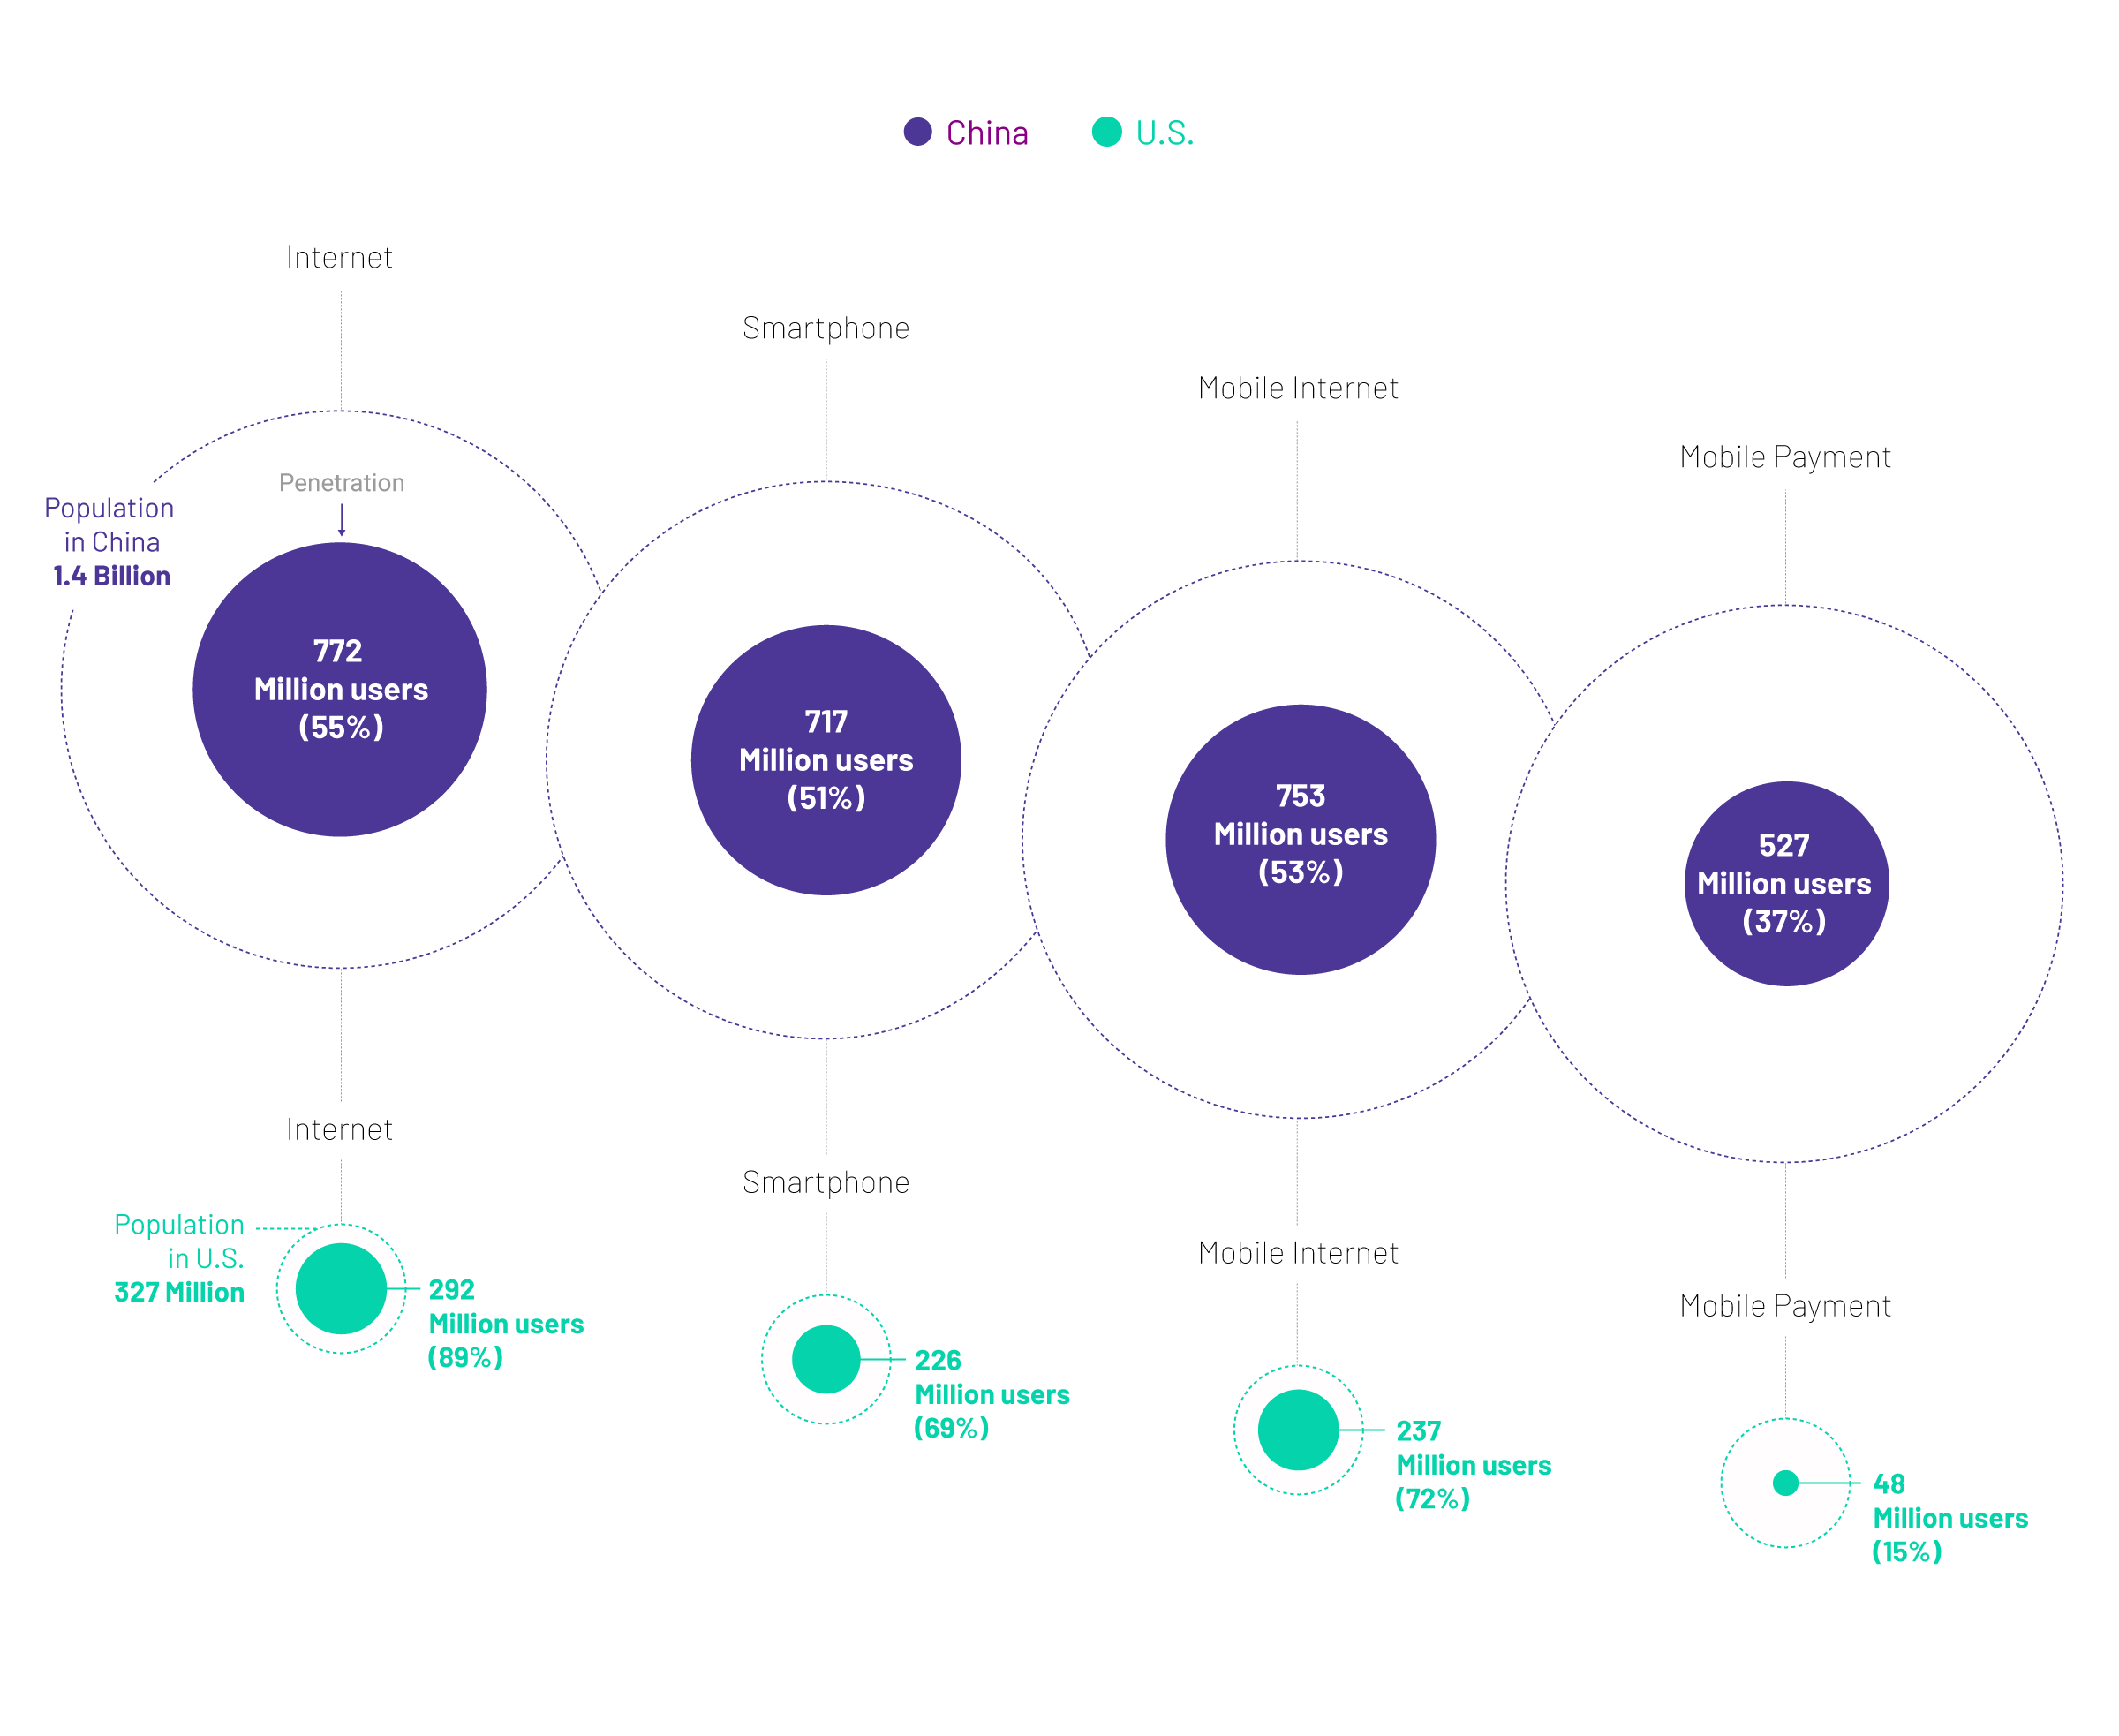 China
U.S.
Internet
Smartphone
Mobile Internet
Mobile Payment
Penetration
Population
in China
1.4 Billion
772
Million users
(55%)
717
Million users
(51%)
753
Million users
(53%)
527
Million users
(37%)
Internet
Smartphone
Mobile Internet
Mobile Payment
Population
in U.S.
327 Million
292
Million users
(89%)
226
Million users
(69%)
237
Million users
(72%)
48
Million users
(15%)